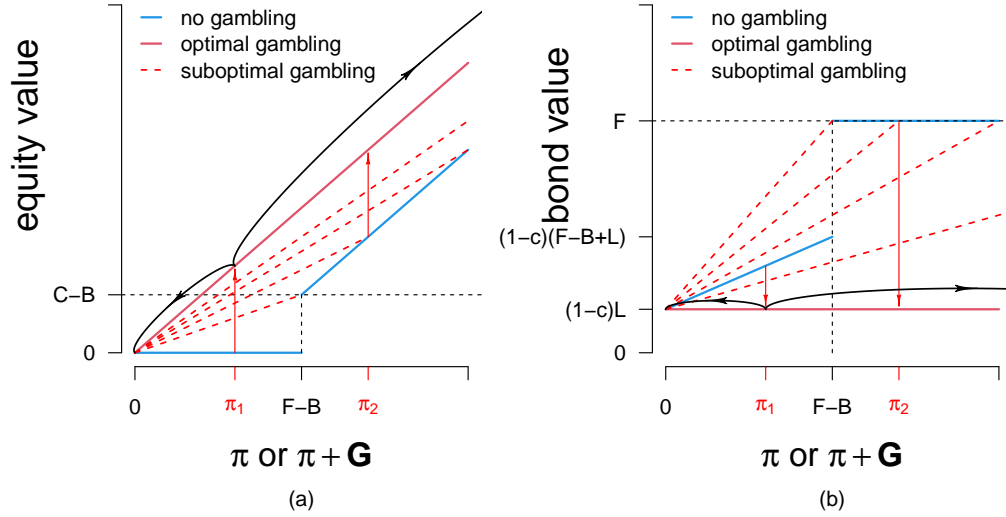 no gambling
optimal gambling
suboptimal gambling
equity value
C−B
0
0
π1
F−B
π2
π or π + G
(a)
no gambling
optimal gambling
suboptimal gambling
bond value
F
(1−c)(F−B+L)
(1−c)L
0
0
π1
F−B
π2
π or π + G
(b)